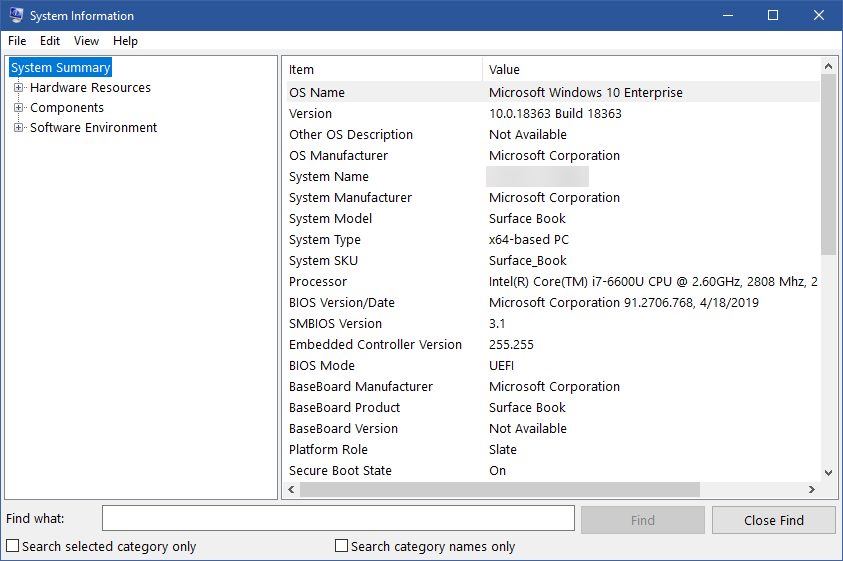 System Information
File Edit View Help
System Summary
Hardware Resources
Components
Software Environment
Item Value
OS Name Microsoft Windows 10 Enterprise
Version 10.0.18363 Build 18363
Other OS Description Not Available
OS Manufacturer Microsoft Corporation
System Name
System Manufacturer Microsoft Corporation
System Model Surface Book
System Type x64-based PC
System SKU Surface_Book
Processor Intel(R) Core(TM) i7-6600U CPU @ 2.60GHz, 2808 Mhz, 2
BIOS Version/Date Microsoft Corporation 91.2706.768, 4/18/2019
SMBIOS Version 3.1
Embedded Controller Version 255.255
BIOS Mode UEFI
BaseBoard Manufacturer Microsoft Corporation
BaseBoard Product Surface Book
BaseBoard Version Not Available
Platform Role Slate
Secure Boot State On
Find what: Find Close Find
Search selected category only Search category names only